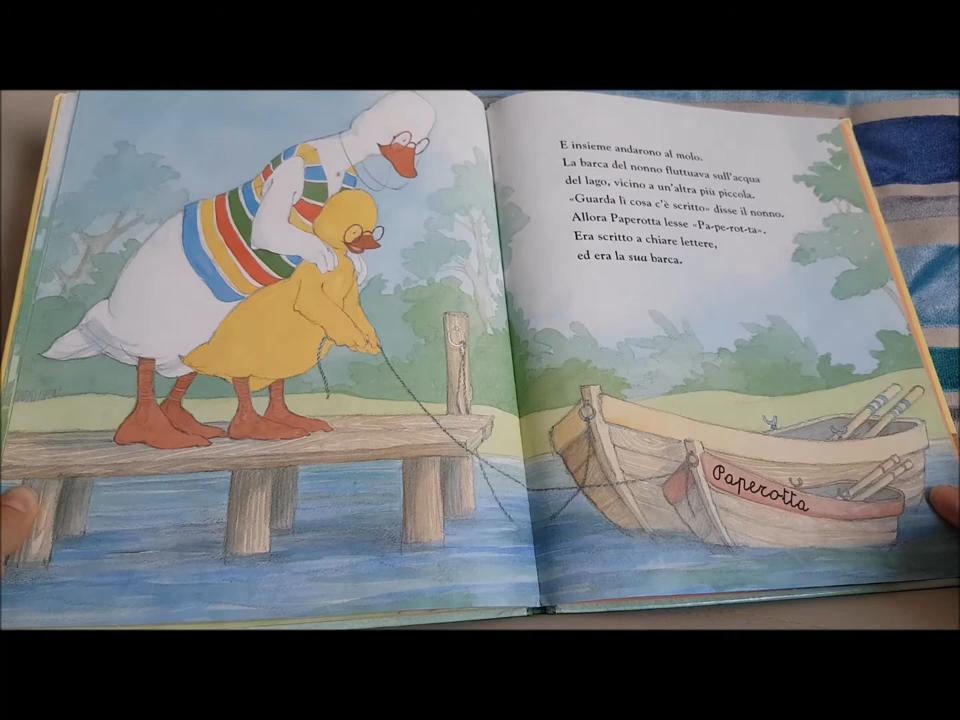 E insieme andarono al molo.
La barca del nonno fluttuava sull'acqua
del lago, vicino a un'altra più piccola.
«Guarda lì cosa c'è scritto» disse il nonno.
Allora Paperotta lesse «Pa-pe-rot-ta».
Era scritto a chiare lettere,
ed era la sua barca.
Paperotta